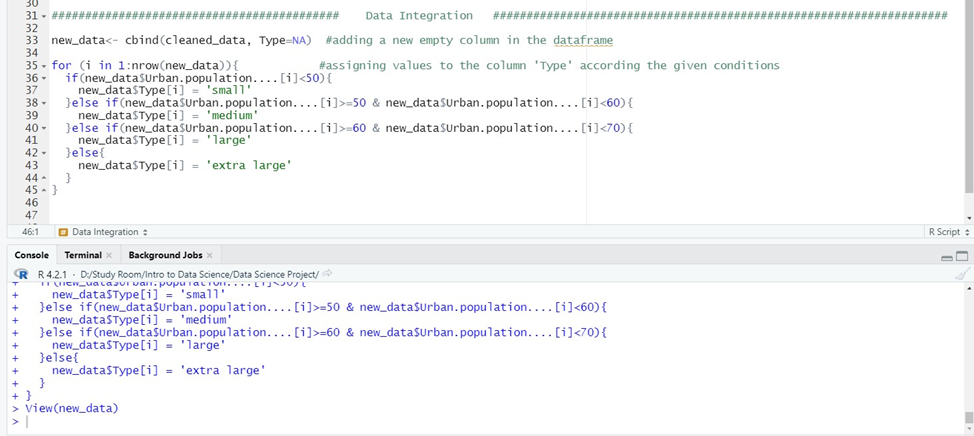 30
31 ########################################### Data Integration ####################################################################
32
33 new_data<- cbind(cleaned_data, Type=NA) #adding a new empty column in the dataframe
34
35 for (i in 1:nrow(new_data)){ #assigning values to the column 'Type' according the given conditions
36 if(new_data$Urban.population....[i]<50){
37 new_data$Type[i] = 'small'
38 }else if(new_data$Urban.population....[i]>=50 & new_data$Urban.population....[i]<60){
39 new_data$Type[i] = 'medium'
40 }else if(new_data$Urban.population....[i]>=60 & new_data$Urban.population....[i]<70){
41 new_data$Type[i] = 'large'
42 }else{
43 new_data$Type[i] = 'extra large'
44 }
45 }
46
47
46:1 Data Integration R Script
Console Terminal Background Jobs
R 4.2.1 · D:/Study Room/Intro to Data Science/Data Science Project/
+ if(new_data$Urban.population....[i]<50){
+ new_data$Type[i] = 'small'
+ }else if(new_data$Urban.population....[i]>=50 & new_data$Urban.population....[i]<60){
+ new_data$Type[i] = 'medium'
+ }else if(new_data$Urban.population....[i]>=60 & new_data$Urban.population....[i]<70){
+ new_data$Type[i] = 'large'
+ }else{
+ new_data$Type[i] = 'extra large'
+ }
+ }
> View(new_data)
>